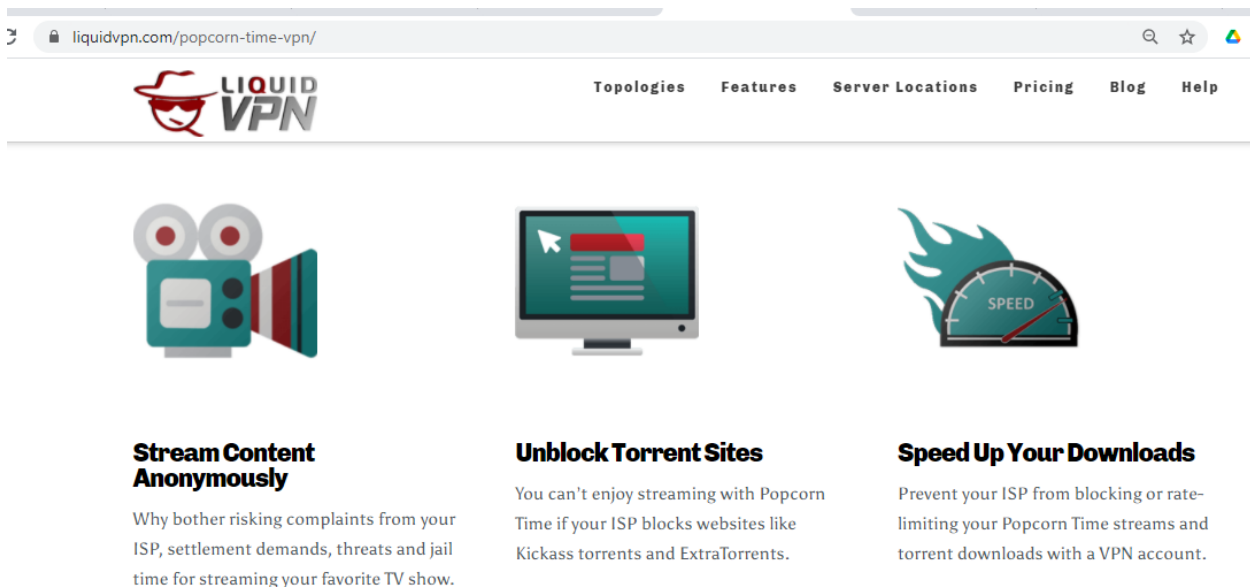 liquidvpn.com/popcorn-time-vpn/
LIQUID
VPN
Topologies Features Server Locations Pricing Blog Help
SPEED
Stream Content
Anonymously
Why bother risking complaints from your
ISP, settlement demands, threats and jail
time for streaming your favorite TV show.
Unblock Torrent Sites
You can't enjoy streaming with Popcorn
Time if your ISP blocks websites like
Kickass torrents and ExtraTorrents.
Speed Up Your Downloads
Prevent your ISP from blocking or rate-
limiting your Popcorn Time streams and
torrent downloads with a VPN account.